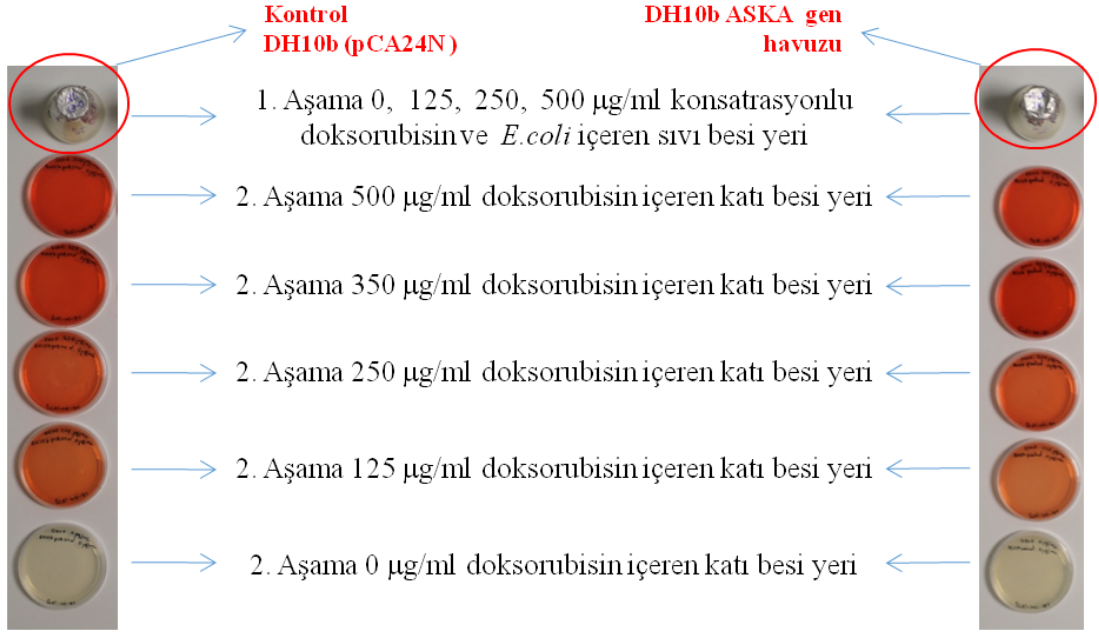 Kontrol
DH10b (pCA24N)
DH10b ASKA gen
havuzu
1. Aşama 0, 125, 250, 500 µg/ml konsatrasyonlu
doksorubisin ve E.coli içeren sıvı besi yeri
2. Aşama 500 µg/ml doksorubisin içeren katı besi yeri
2. Aşama 350 µg/ml doksorubisin içeren katı besi yeri
2. Aşama 250 µg/ml doksorubisin içeren katı besi yeri
2. Aşama 125 µg/ml doksorubisin içeren katı besi yeri
2. Aşama 0 µg/ml doksorubisin içeren katı besi yeri